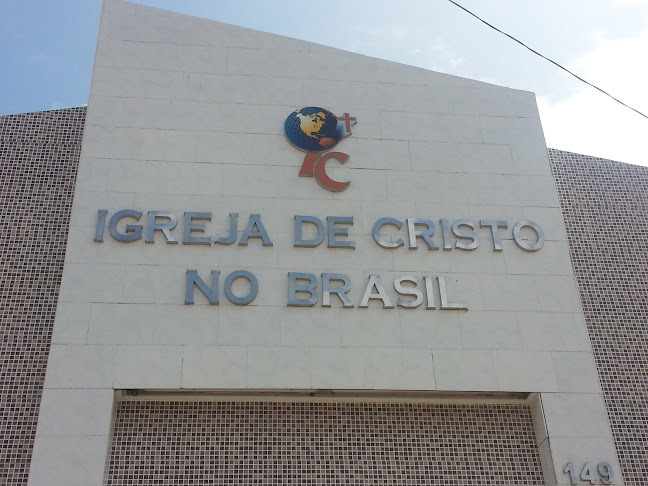 IC
IGREJA DE CRISTO
NO BRASIL
149